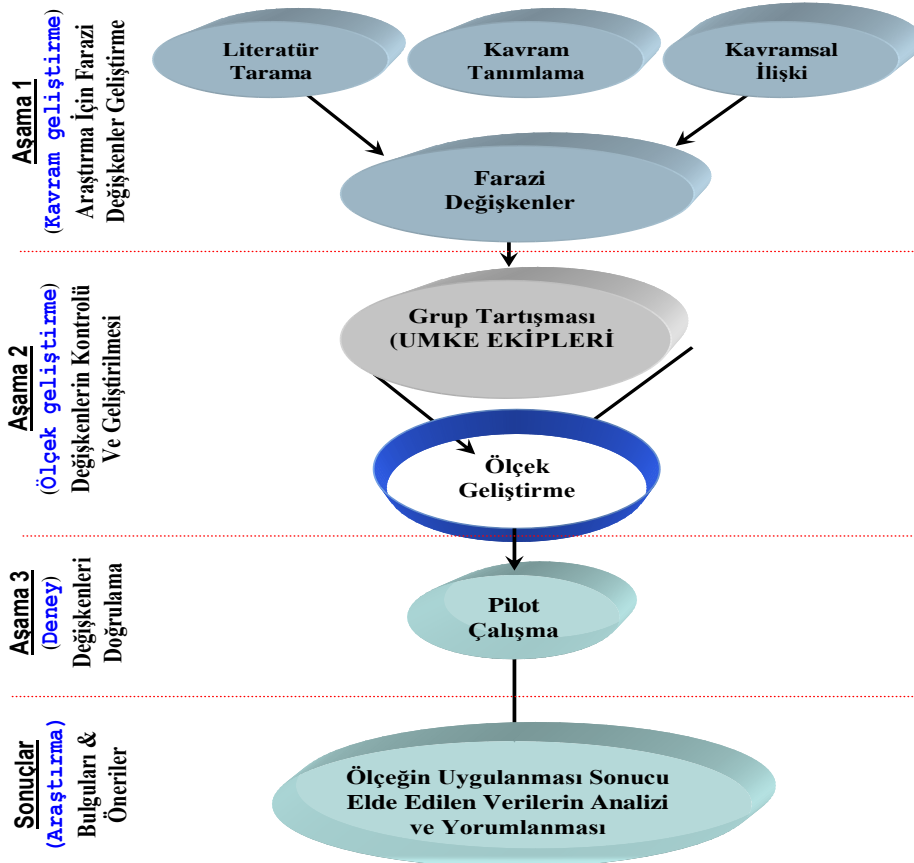 Aşama 1
(Kavram geliştirme)
Araştırma İçin Farazi
Değişkenler Geliştirme
Literatür
Tarama
Kavram
Tanımlama
Kavramsal
İlişki
Farazi
Değişkenler
Aşama 2
(Ölçek geliştirme)
Değişkenlerin Kontrolü
Ve Geliştirilmesi
Grup Tartışması
(UMKE EKİPLERİ
Ölçek
Geliştirme
Aşama 3
(Deney)
Değişkenleri
Doğrulama
Pilot
Çalışma
Sonuçlar
(Araştırma)
Bulguları &
Öneriler
Ölçeğin Uygulanması Sonucu
Elde Edilen Verilerin Analizi
ve Yorumlanması